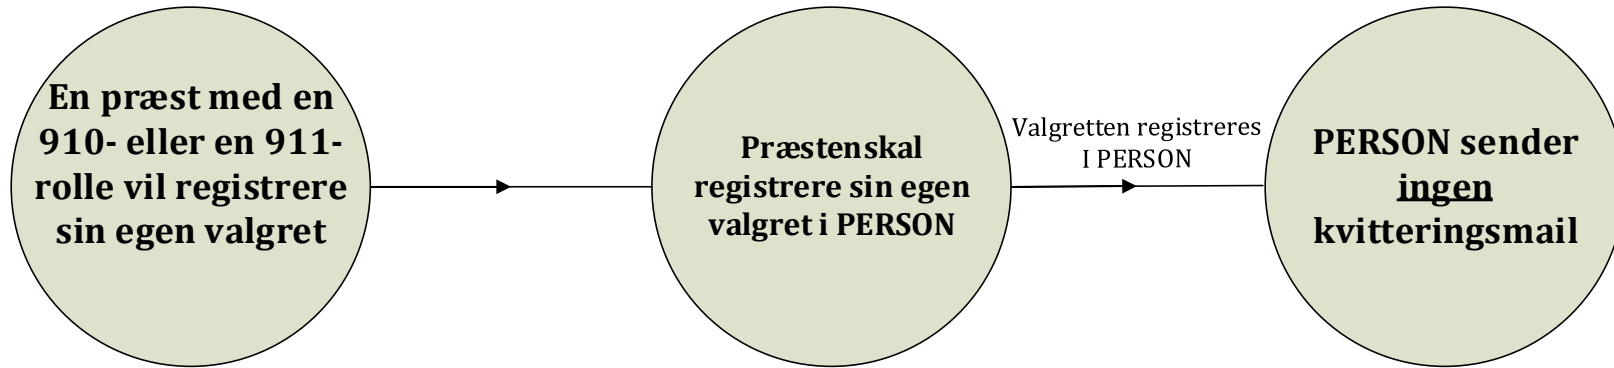 En præst med en
910- eller en 911-
rolle vil registrere
sin egen valgret
Præstenskal
registrere sin egen
valgret i PERSON
Valgretten registreres
I PERSON
PERSON sender
ingen
kvitteringsmail